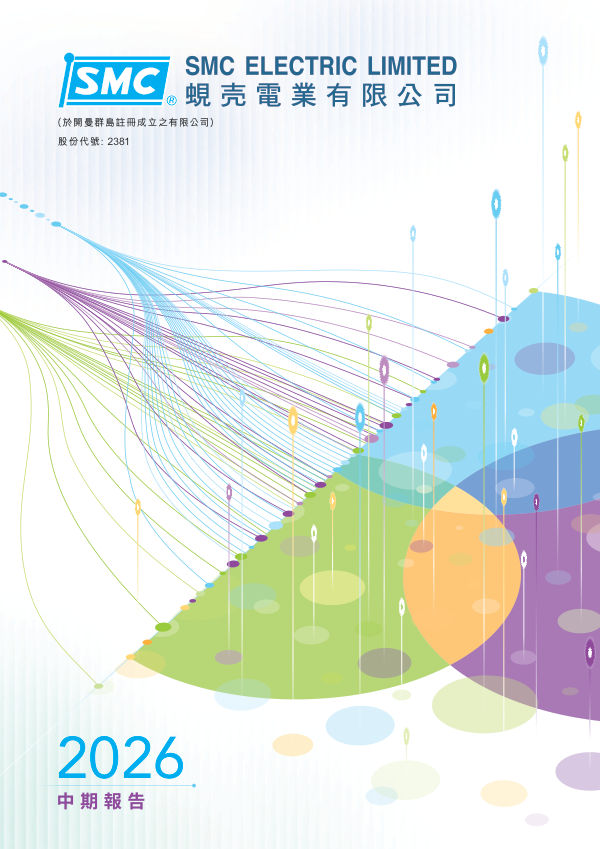 SMC ®
SMC ELECTRIC LIMITED
蜆壳電業有限公司
(於開曼群島註冊成立之有限公司)
股份代號: 2381
2026
中期報告